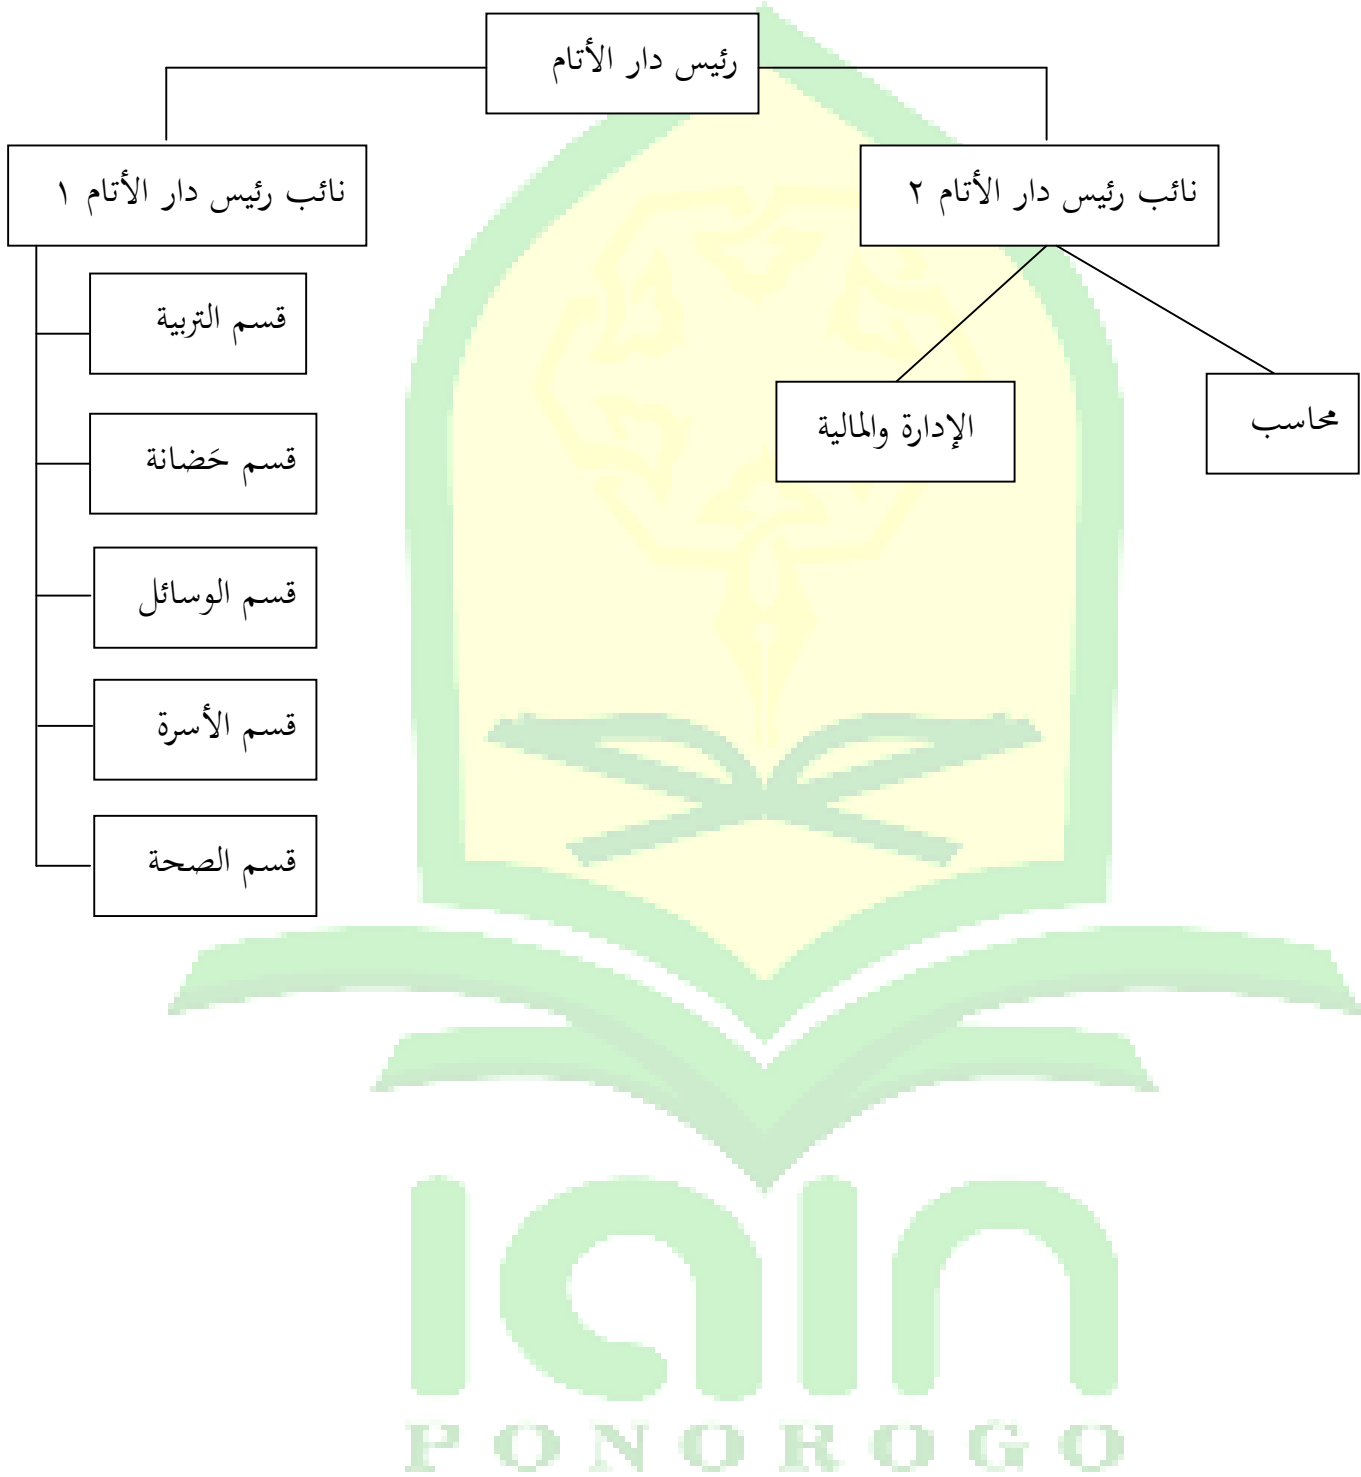 رئيس دار الأتام
نائب رئيس دار الأتام ٢
نائب رئيس دار الأتام ١
قسم التربية
قسم حَضانة
قسم الوسائل
قسم الأسرة
قسم الصحة
محاسب
الإدارة والمالية
iain
PONOROGO